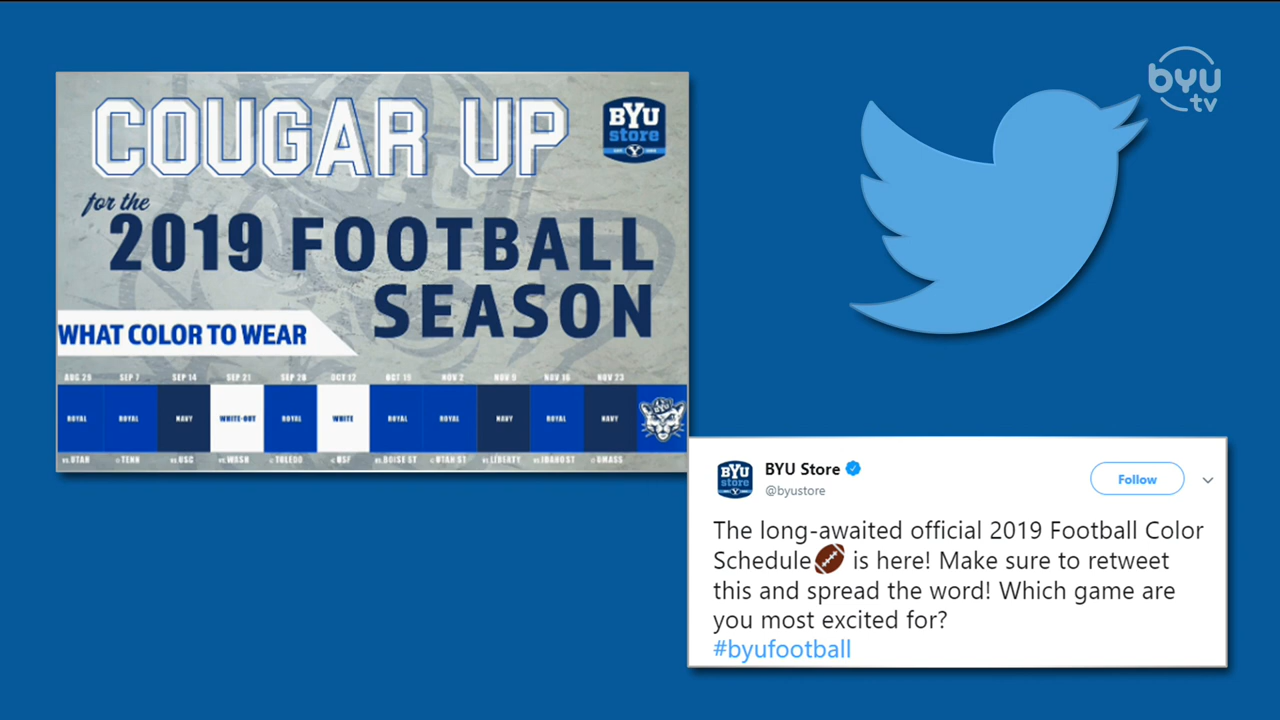 byu
tv
COUGAR UP
BYU
store
for the
2019 FOOTBALL
SEASON
WHAT COLOR TO WEAR
AUG 29 SEP 7 SEP 14 SEP 21 SEP 28 OCT 12 OCT 19 NOV 2 NOV 9 NOV 16 NOV 23
ROYAL ROYAL NAVY WHITE-OUT ROYAL WHITE ROYAL ROYAL NAVY ROYAL NAVY
BYU
VS. UTAH @ TENN VS. USC VS. WASH @ TOLEDO @ USF VS. BOISE ST @ UTAH ST VS. LIBERTY VS. IDAHO ST @ UMASS
BYU
store
BYU Store
@byustore
Follow
The long-awaited official 2019 Football Color
Schedule🏈 is here! Make sure to retweet
this and spread the word! Which game are
you most excited for?
#byufootball